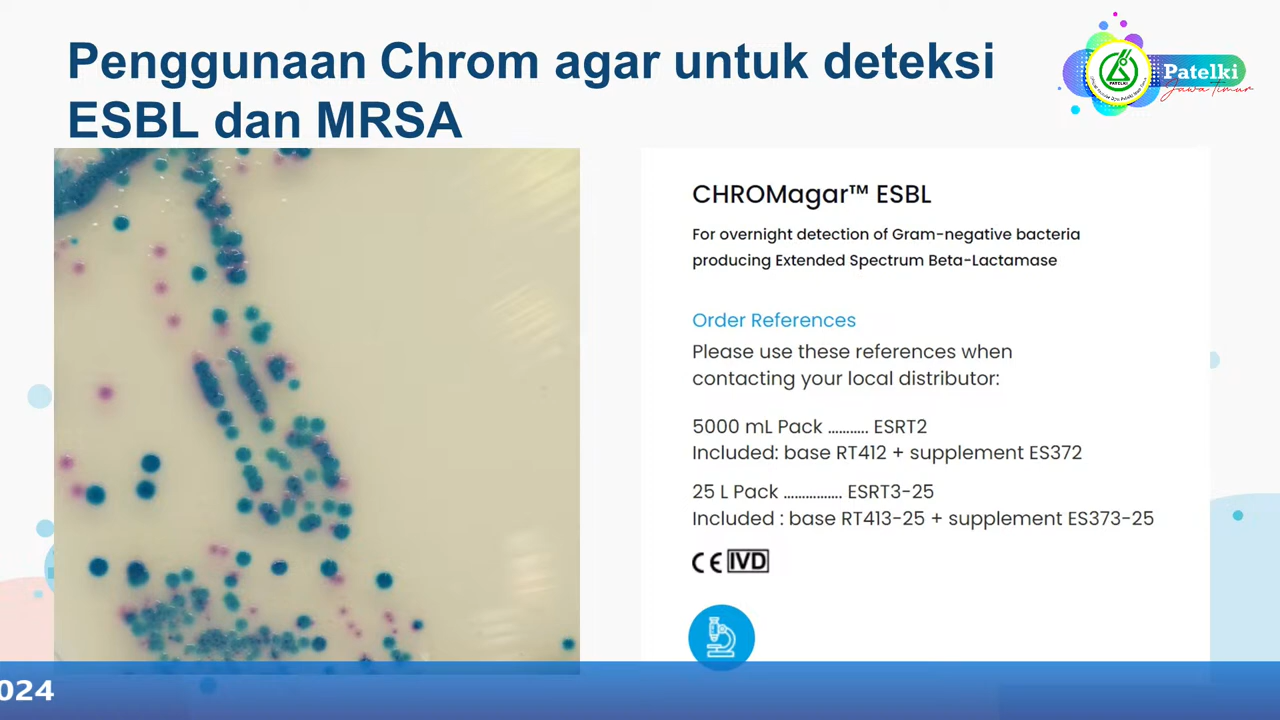 Penggunaan Chrom agar untuk deteksi
ESBL dan MRSA
PATELKI
Patelki
Jawa Timur
CHROMagar™ ESBL
For overnight detection of Gram-negative bacteria
producing Extended Spectrum Beta-Lactamase
Order References
Please use these references when
contacting your local distributor:
5000 mL Pack ........... ESRT2
Included: base RT412 + supplement ES372
25 L Pack ................ ESRT3-25
Included : base RT413-25 + supplement ES373-25
CE IVD
024